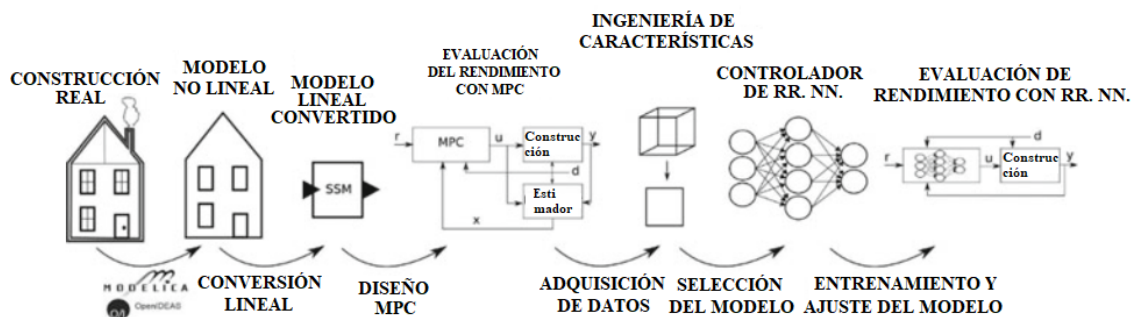 CONSTRUCCIÓN
REAL
MODELO
NO LINEAL
MODELO
LINEAL
CONVERTIDO
EVALUACIÓN
DEL RENDIMIENTO
CON MPC
INGENIERÍA DE
CARACTERÍSTICAS
CONTROLADOR
DE RR. NN.
EVALUACIÓN DE
RENDIMIENTO CON RR. NN.
SSM
r
MPC
u
Construc
ción
y
d
Esti
mador
x
r
u
Construc
ción
y
d
MODELICA
OpenIDEAS
CONVERSIÓN
LINEAL
DISEÑO
MPC
ADQUISICIÓN
DE DATOS
SELECCIÓN
DEL MODELO
ENTRENAMIENTO Y
AJUSTE DEL MODELO